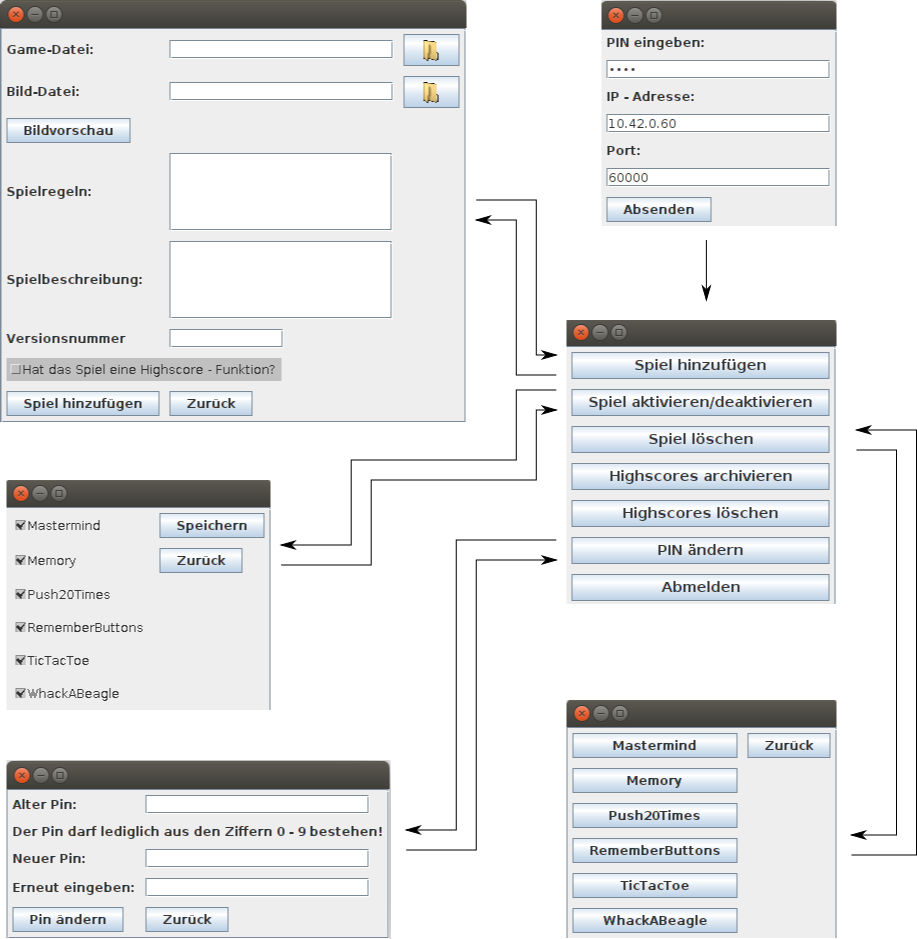 Game-Datei:
Bild-Datei:
Bildvorschau
Spielregeln:
Spielbeschreibung:
Versionsnummer
Hat das Spiel eine Highscore - Funktion?
Spiel hinzufügen Zurück
PIN eingeben:
••••
IP - Adresse:
10.42.0.60
Port:
60000
Absenden
Spiel hinzufügen
Spiel aktivieren/deaktivieren
Spiel löschen
Highscores archivieren
Highscores löschen
PIN ändern
Abmelden
Mastermind Speichern
Memory Zurück
Push20Times
RememberButtons
TicTacToe
WhackABeagle
Alter Pin:
Der Pin darf lediglich aus den Ziffern 0 - 9 bestehen!
Neuer Pin:
Erneut eingeben:
Pin ändern Zurück
Mastermind Zurück
Memory
Push20Times
RememberButtons
TicTacToe
WhackABeagle